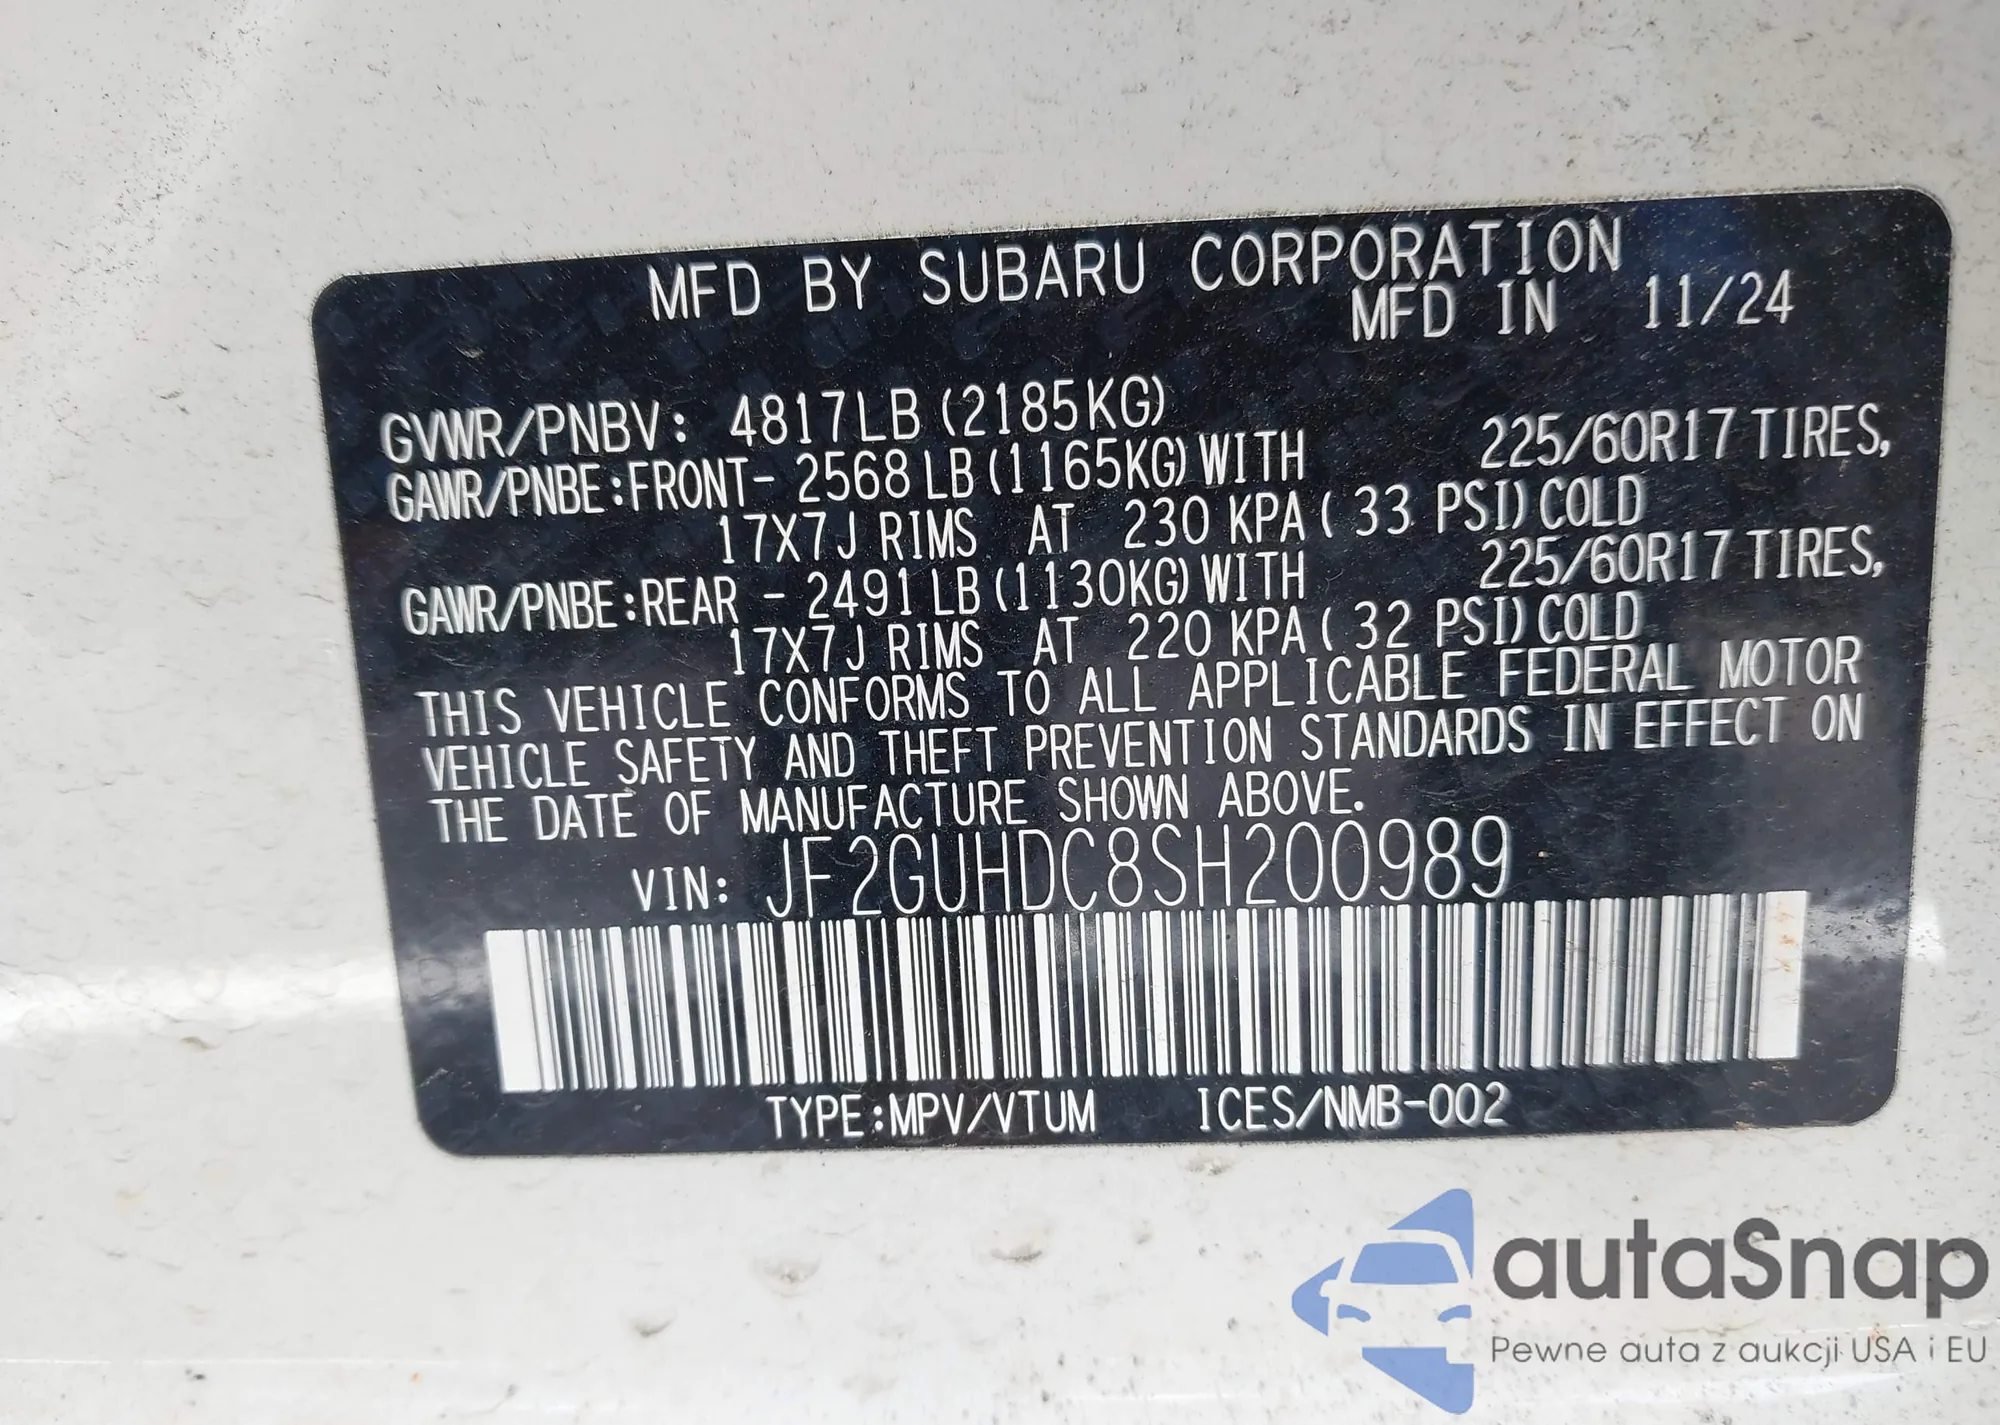 MFD BY SUBARU CORPORATION
MFD IN 11/24
GVWR/PNBV: 4817LB (2185KG)
GAWR/PNBE:FRONT- 2568 LB (1165KG) WITH 225/60R17 TIRES,
17X7J RIMS AT 230 KPA ( 33 PSI) COLD
GAWR/PNBE:REAR - 2491 LB (1130KG) WITH 225/60R17 TIRES,
17X7J RIMS AT 220 KPA ( 32 PSI) COLD
THIS VEHICLE CONFORMS TO ALL APPLICABLE FEDERAL MOTOR
VEHICLE SAFETY AND THEFT PREVENTION STANDARDS IN EFFECT ON
THE DATE OF MANUFACTURE SHOWN ABOVE.
VIN: JF2GUHDC8SH200989
TYPE:MPV/VTUM ICES/NMB-002
autaSnap
Pewne auta z aukcji USA i EU